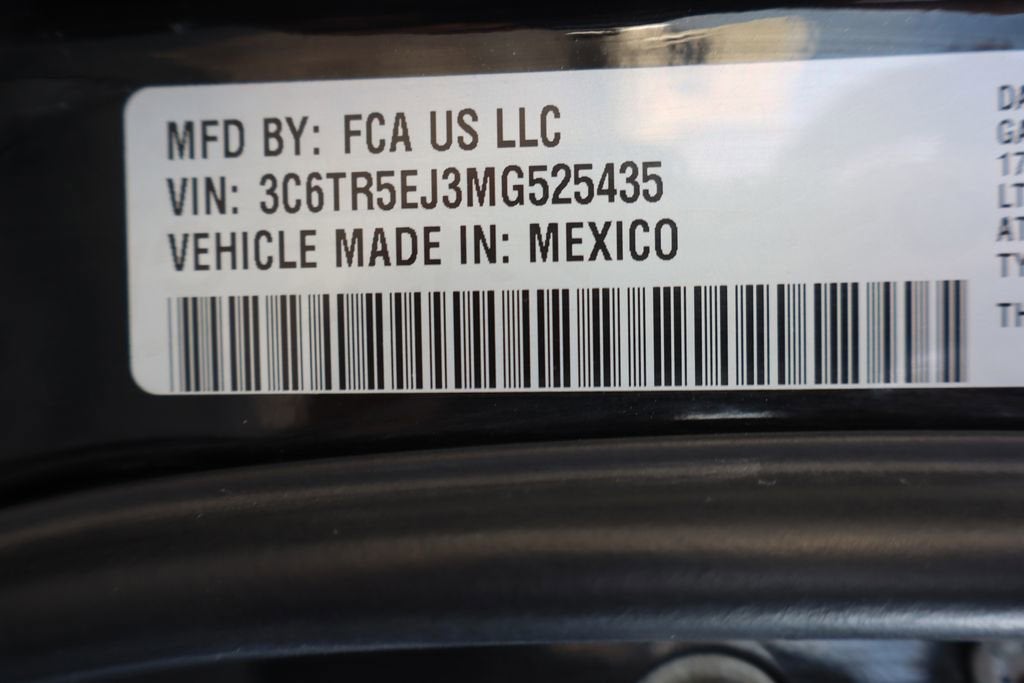 MFD BY: FCA US LLC
VIN: 3C6TR5EJ3MG525435
VEHICLE MADE IN: MEXICO